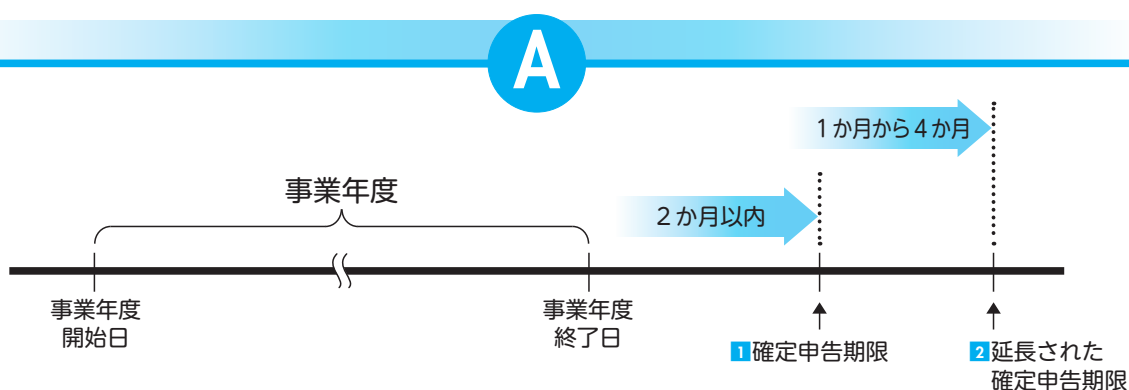 A
1か月から4か月
事業年度
2か月以内
事業年度
開始日
事業年度
終了日
1確定申告期限
2延長された
確定申告期限